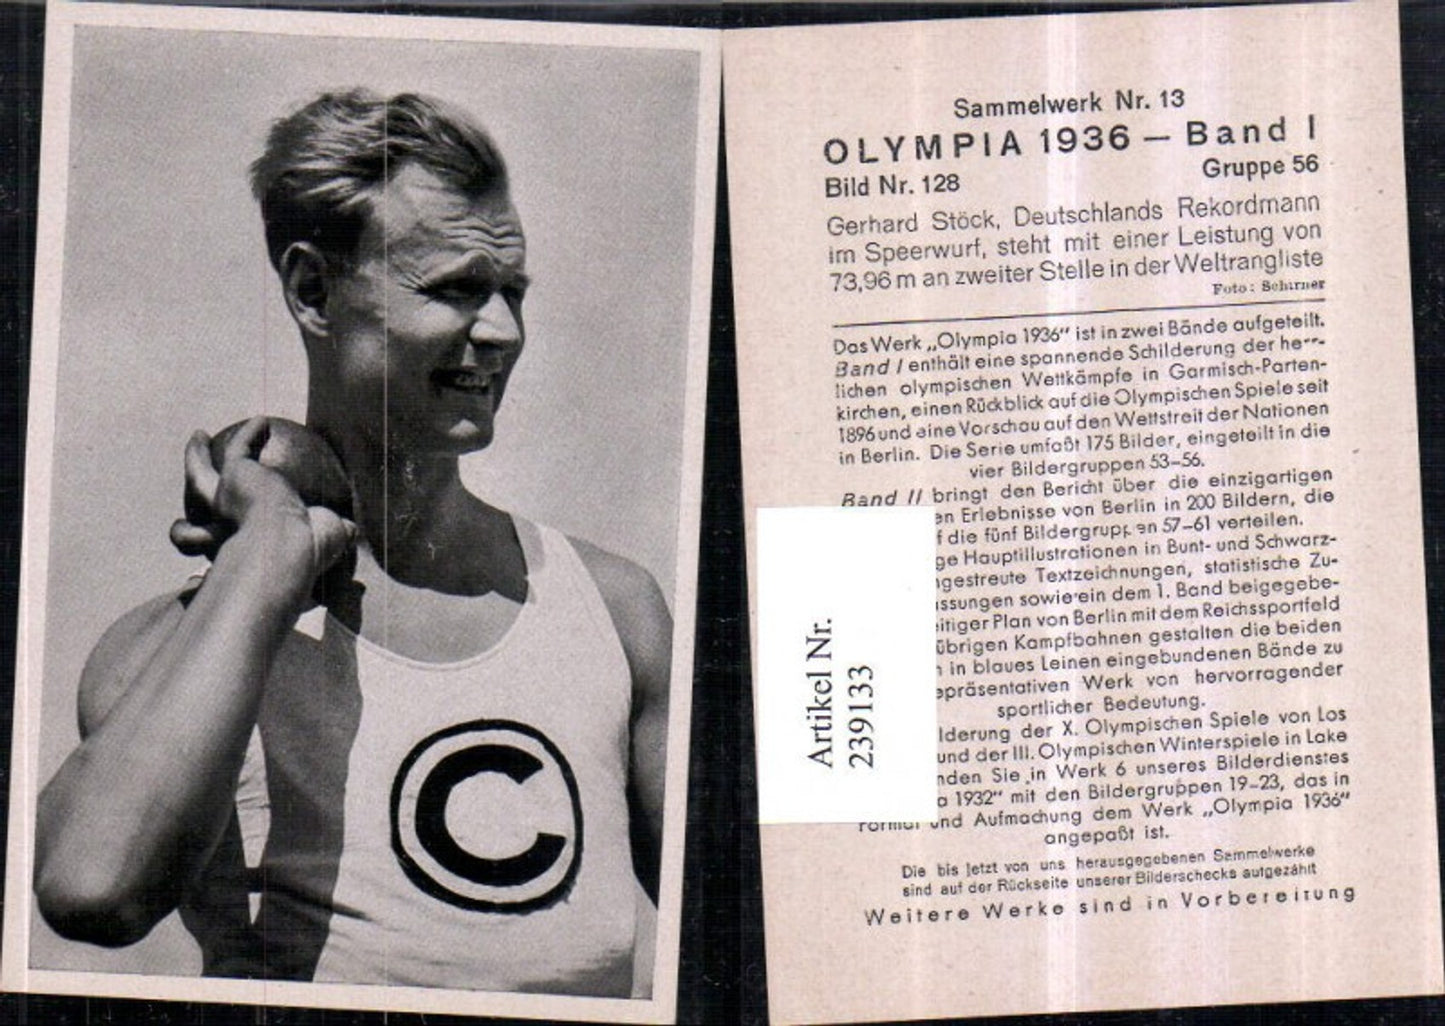 C
Sammelwerk Nr. 13
OLYMPIA 1936 — Band I
Bild Nr. 128
Gruppe 56
Gerhard Stöck, Deutschlands Rekordmann
im Speerwurf, steht mit einer Leistung von
73,96 m an zweiter Stelle in der Weltrangliste
Foto: Schirner
Das Werk „Olympia 1936“ ist in zwei Bände aufgeteilt.
Band I enthält eine spannende Schilderung der
lichen olympischen Wettkämpfe in Garmisch-Parten-
kirchen, einen Rückblick auf die Olympischen Spiele seit
1896 und eine Vorschau auf den Wettstreit der Nationen
in Berlin. Die Serie umfaßt 175 Bilder, eingeteilt in die
vier Bildergruppen 53–56.
Band II bringt den Bericht über die einzigartigen
en Erlebnisse von Berlin in 200 Bildern, die
f die fünf Bildergruppen 57–61 verteilen.
ge Hauptillustrationen in Bunt- und Schwarz-
ngestreute Textzeichnungen, statistische Zu-
ssungen sowie ein dem 1. Band beigegebe-
eitiger Plan von Berlin mit dem Reichssportfeld
übrigen Kampfbahnen gestalten die beiden
n in blaues Leinen eingebundenen Bände zu
epräsentativen Werk von hervorragender
sportlicher Bedeutung.
lderung der X. Olympischen Spiele von Los
und der III. Olympischen Winterspiele in Lake
nden Sie in Werk 6 unseres Bilderdienstes
a 1932“ mit den Bildergruppen 19–23, das in
Format und Aufmachung dem Werk „Olympia 1936“
angepaßt ist.
Die bis jetzt von uns herausgegebenen Sammelwerke
sind auf der Rückseite unserer Bilderschecks aufgezählt
Weitere Werke sind in Vorbereitung
Artikel Nr.
239133